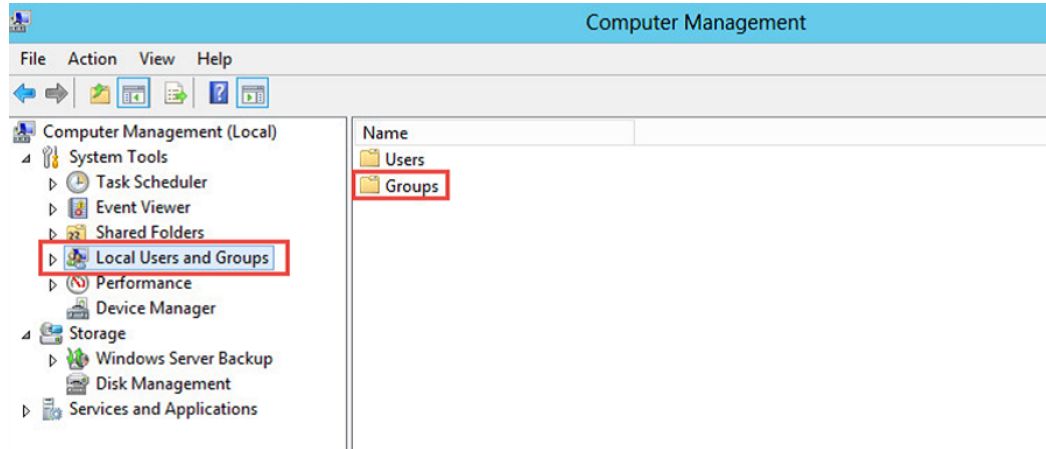 Computer Management
File Action View Help
Computer Management (Local)
System Tools
Task Scheduler
Event Viewer
Shared Folders
Local Users and Groups
Performance
Device Manager
Storage
Windows Server Backup
Disk Management
Services and Applications
Name
Users
Groups